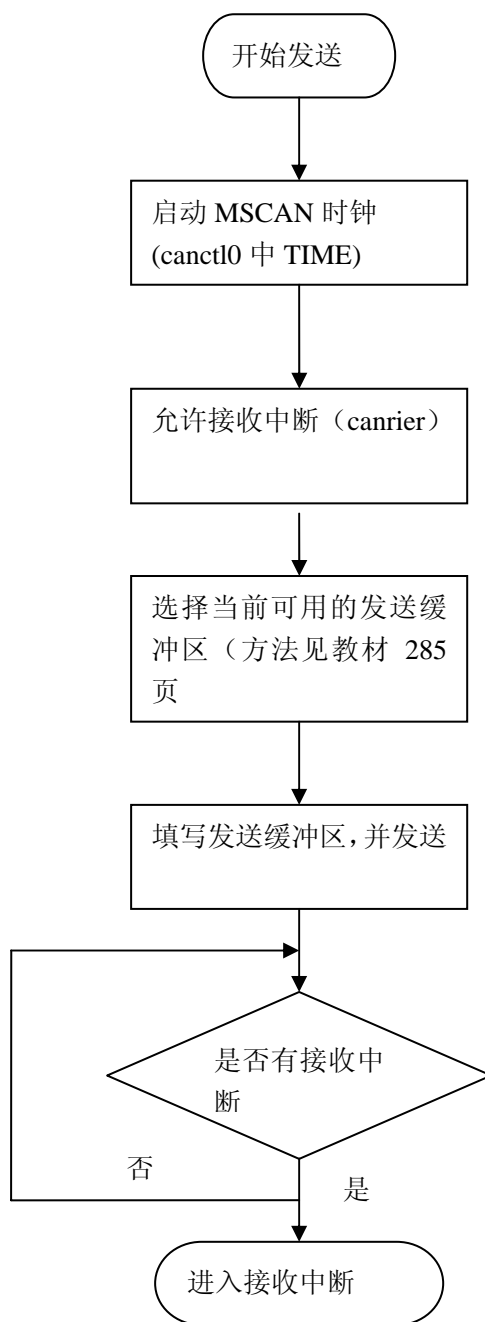 开始发送
启动 MSCAN 时钟
(canctl0 中 TIME)
允许接收中断（canrier）
选择当前可用的发送缓
冲区（方法见教材 285
页
填写发送缓冲区，并发送
是否有接收中
断
否
是
进入接收中断